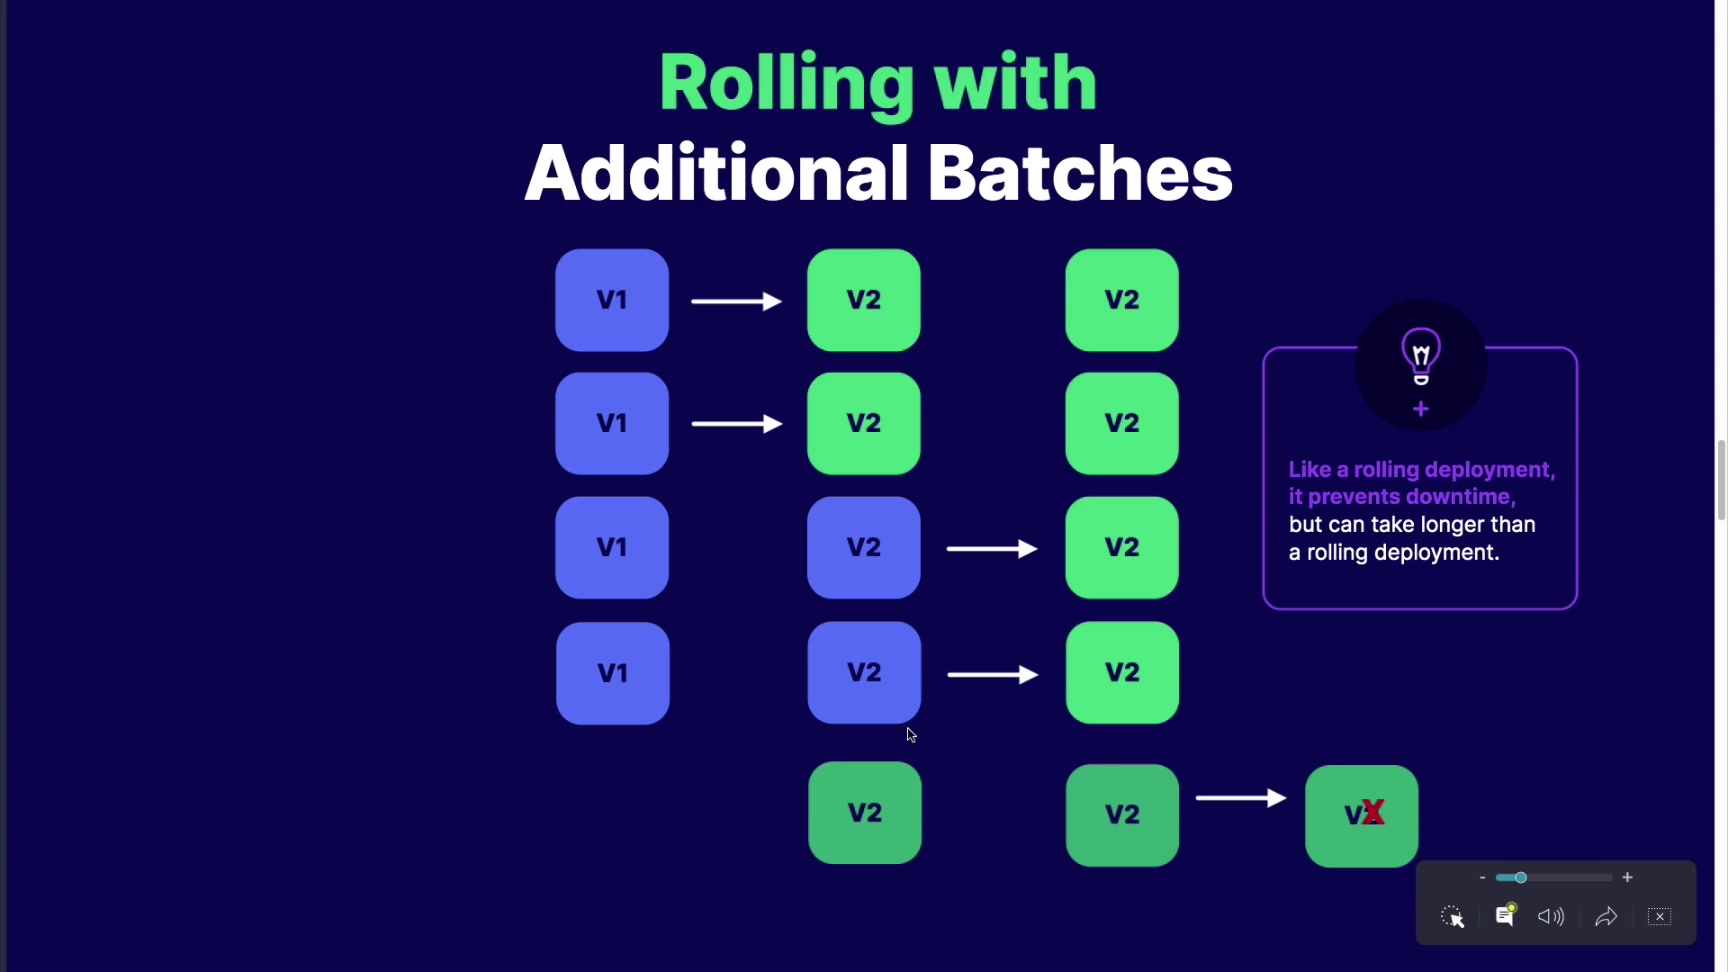 Rolling with
Additional Batches
V1 V2 V2
V1 V2 V2
V1 V2 V2
V1 V2 V2
V2 V2 X
+
Like a rolling deployment,
it prevents downtime,
but can take longer than
a rolling deployment.
- +